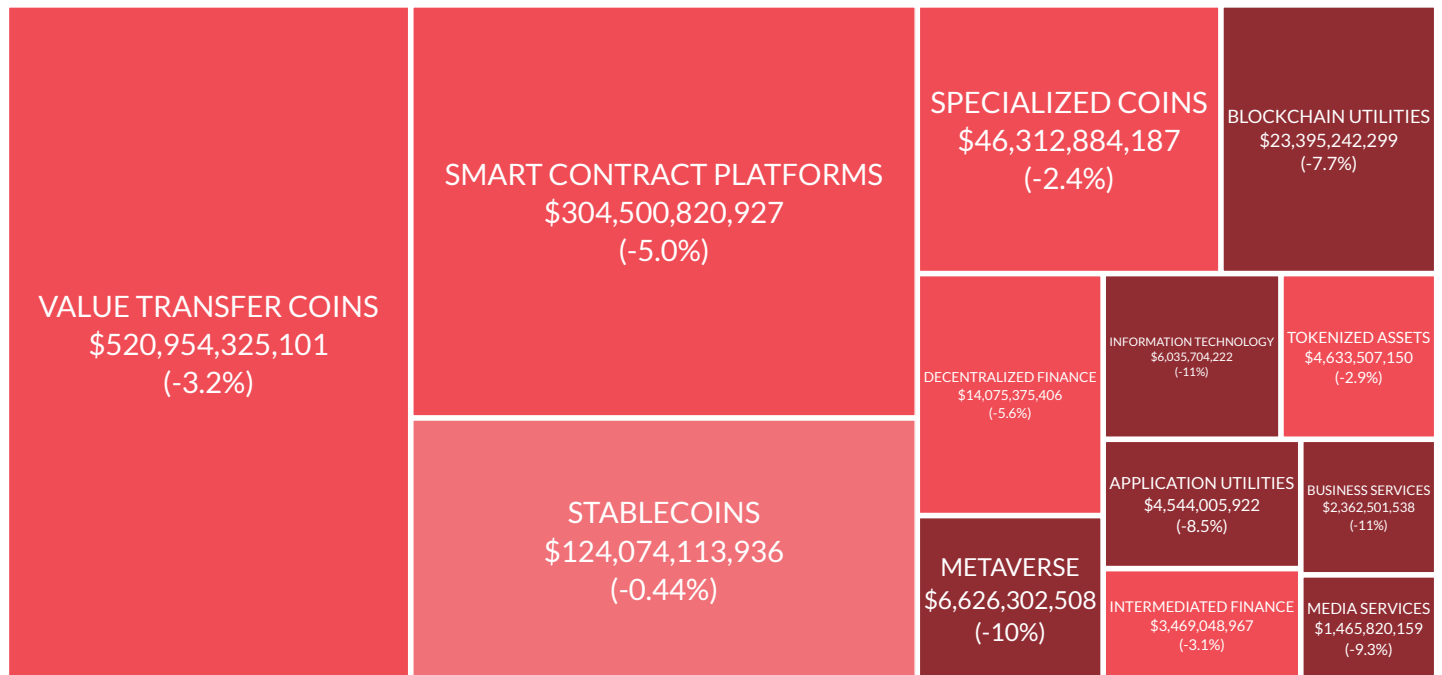 VALUE TRANSFER COINS
$520,954,325,101
(-3.2%)
SMART CONTRACT PLATFORMS
$304,500,820,927
(-5.0%)
STABLECOINS
$124,074,113,936
(-0.44%)
SPECIALIZED COINS
$46,312,884,187
(-2.4%)
BLOCKCHAIN UTILITIES
$23,395,242,299
(-7.7%)
DECENTRALIZED FINANCE
$14,075,375,406
(-5.6%)
METAVERSE
$6,626,302,508
(-10%)
INFORMATION TECHNOLOGY
$6,035,704,222
(-11%)
TOKENIZED ASSETS
$4,633,507,150
(-2.9%)
APPLICATION UTILITIES
$4,544,005,922
(-8.5%)
BUSINESS SERVICES
$2,362,501,538
(-11%)
INTERMEDIATED FINANCE
$3,469,048,967
(-3.1%)
MEDIA SERVICES
$1,465,820,159
(-9.3%)